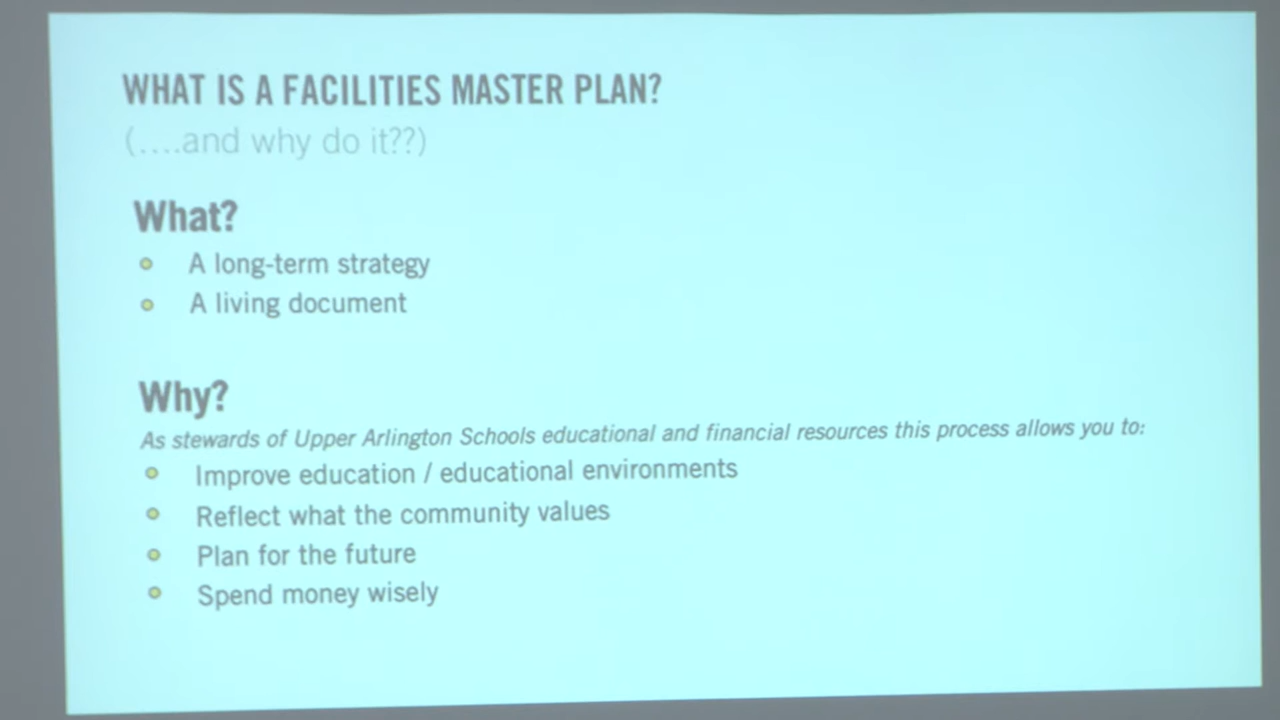 WHAT IS A FACILITIES MASTER PLAN?
(....and why do it??)
What?
A long-term strategy
A living document
Why?
As stewards of Upper Arlington Schools educational and financial resources this process allows you to:
Improve education / educational environments
Reflect what the community values
Plan for the future
Spend money wisely